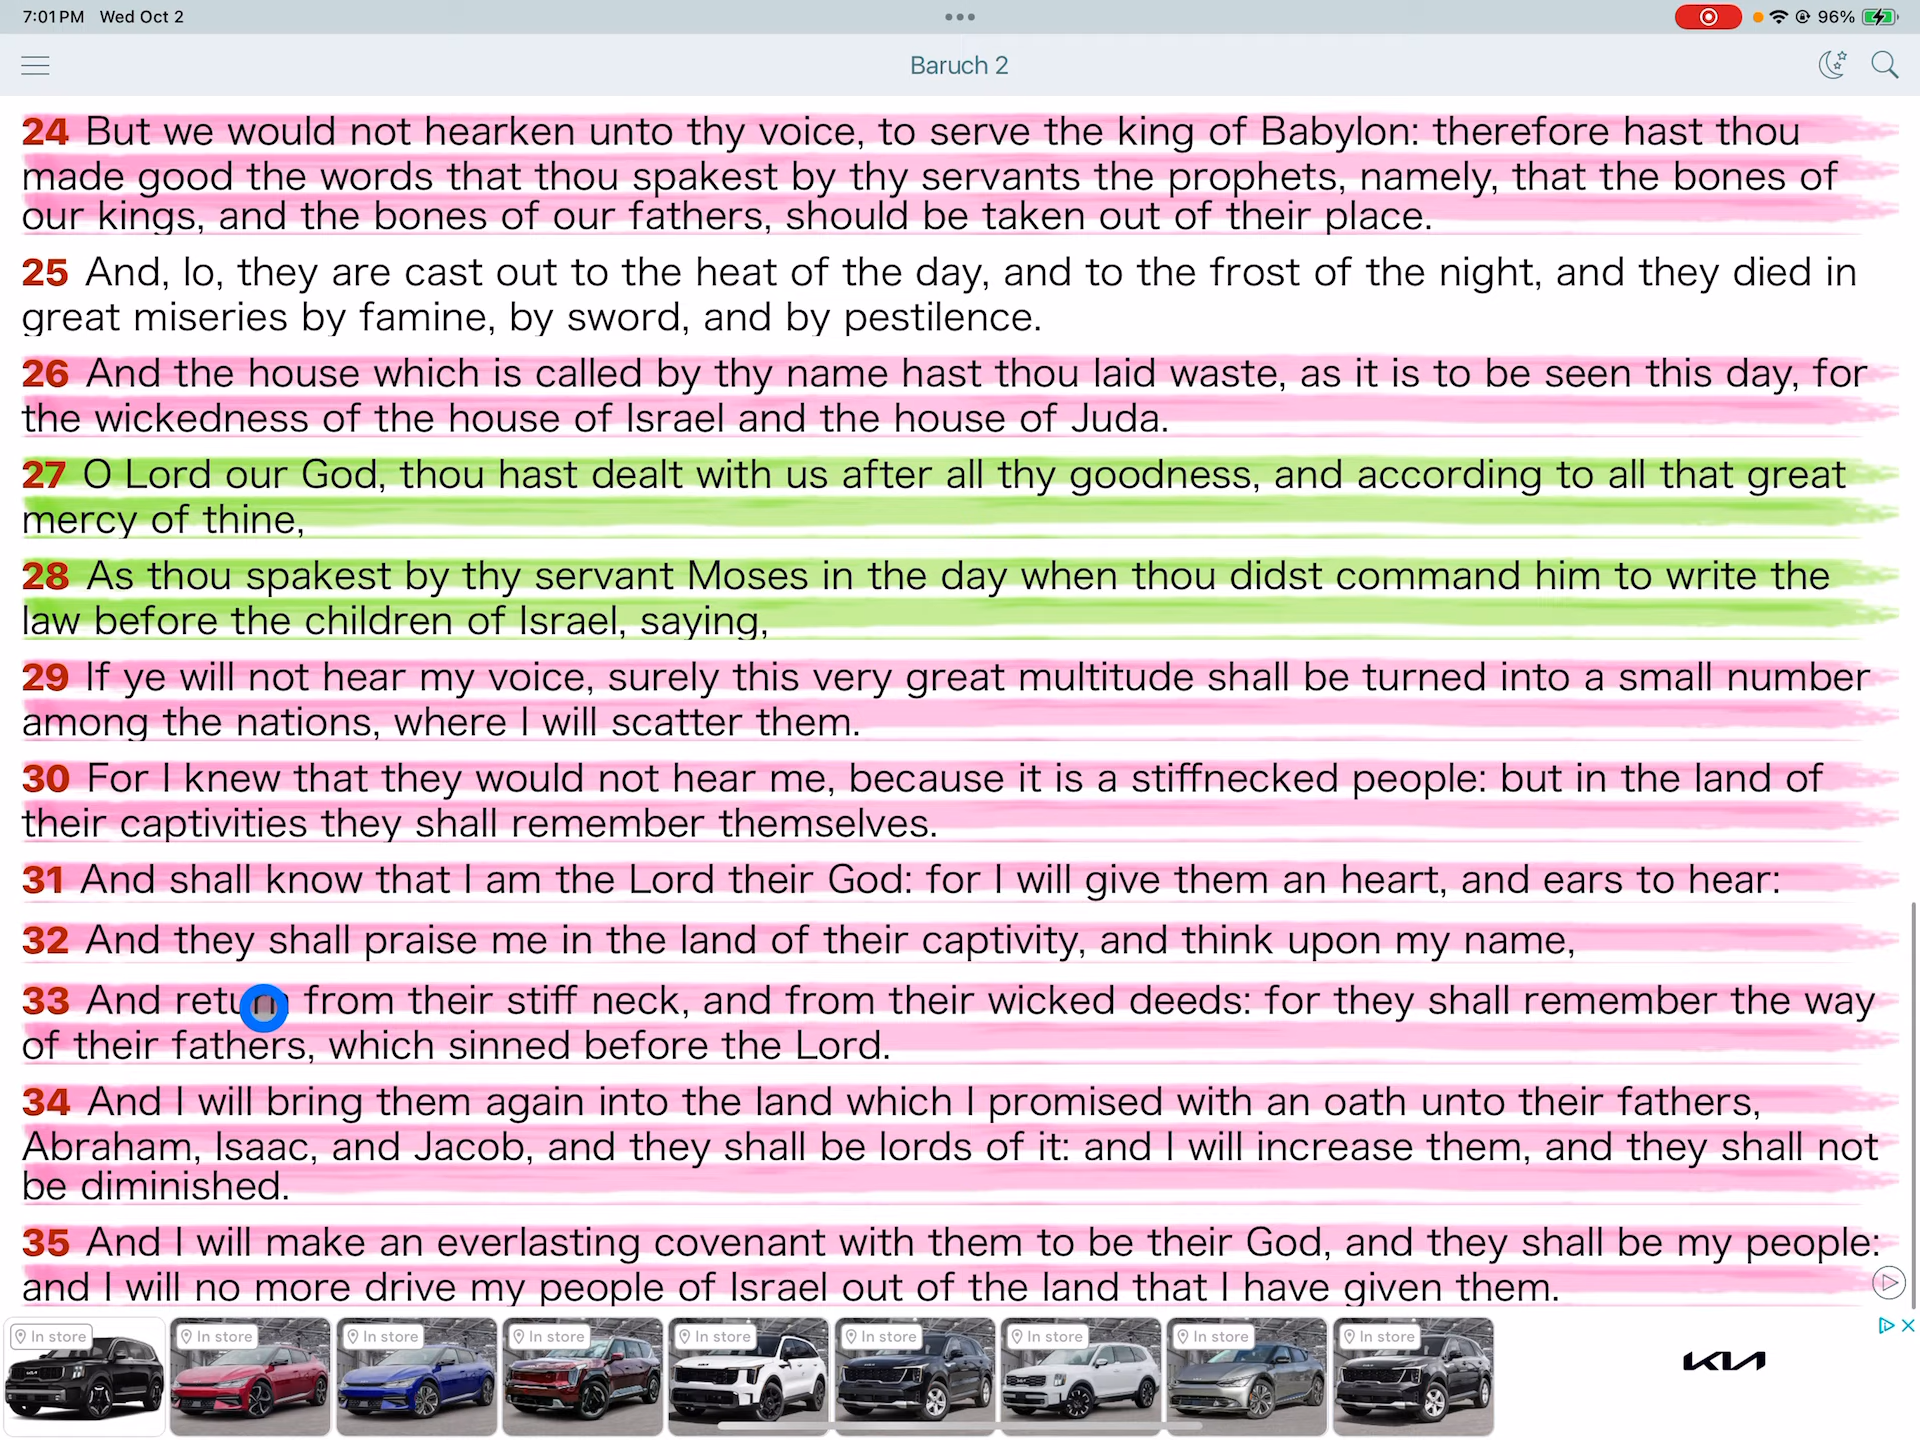 7:01PM Wed Oct 2
96%
Baruch 2
24 But we would not hearken unto thy voice, to serve the king of Babylon: therefore hast thou
made good the words that thou spakest by thy servants the prophets, namely, that the bones of
our kings, and the bones of our fathers, should be taken out of their place.
25 And, lo, they are cast out to the heat of the day, and to the frost of the night, and they died in
great miseries by famine, by sword, and by pestilence.
26 And the house which is called by thy name hast thou laid waste, as it is to be seen this day, for
the wickedness of the house of Israel and the house of Juda.
27 O Lord our God, thou hast dealt with us after all thy goodness, and according to all that great
mercy of thine,
28 As thou spakest by thy servant Moses in the day when thou didst command him to write the
law before the children of Israel, saying,
29 If ye will not hear my voice, surely this very great multitude shall be turned into a small number
among the nations, where I will scatter them.
30 For I knew that they would not hear me, because it is a stiffnecked people: but in the land of
their captivities they shall remember themselves.
31 And shall know that I am the Lord their God: for I will give them an heart, and ears to hear:
32 And they shall praise me in the land of their captivity, and think upon my name,
33 And return from their stiff neck, and from their wicked deeds: for they shall remember the way
of their fathers, which sinned before the Lord.
34 And I will bring them again into the land which I promised with an oath unto their fathers,
Abraham, Isaac, and Jacob, and they shall be lords of it: and I will increase them, and they shall not
be diminished.
35 And I will make an everlasting covenant with them to be their God, and they shall be my people:
and I will no more drive my people of Israel out of the land that I have given them.
In store In store In store In store In store In store In store In store In store
KIA